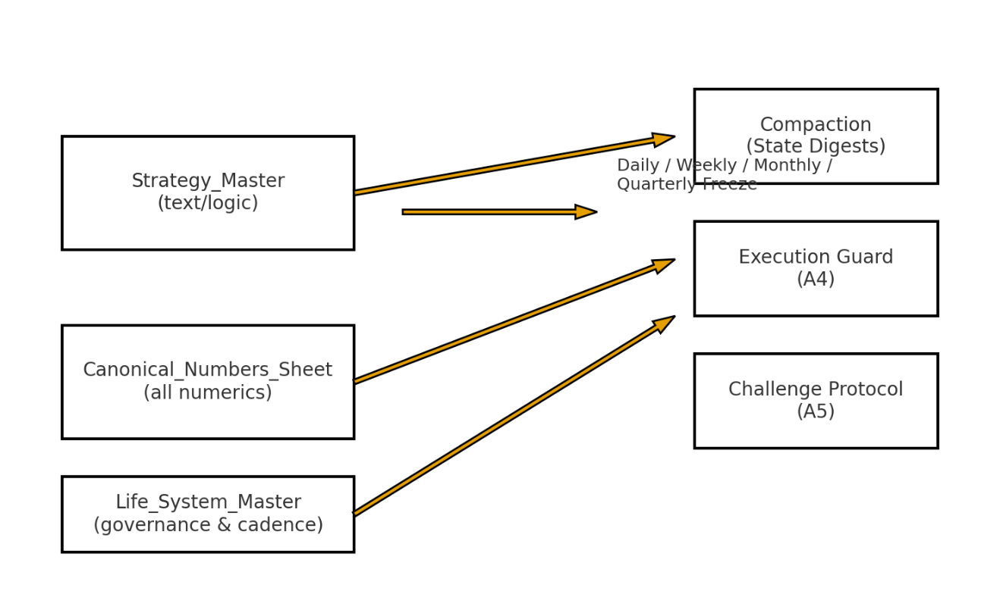 Strategy_Master
(text/logic)
Canonical_Numbers_Sheet
(all numerics)
Life_System_Master
(governance & cadence)
Compaction
(State Digests)
Daily / Weekly / Monthly /
Quarterly Freeze
Execution Guard
(A4)
Challenge Protocol
(A5)